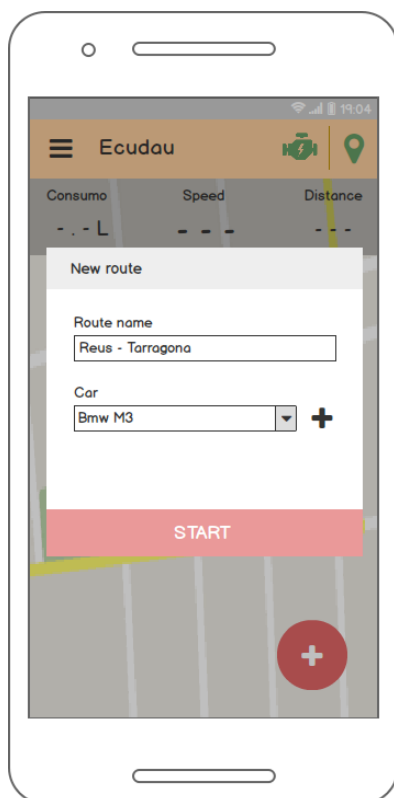 19:04
Ecudau
Consumo Speed Distance
-.- L - - - - - -
New route
Route name
Reus - Tarragona
Car
Bmw M3
START